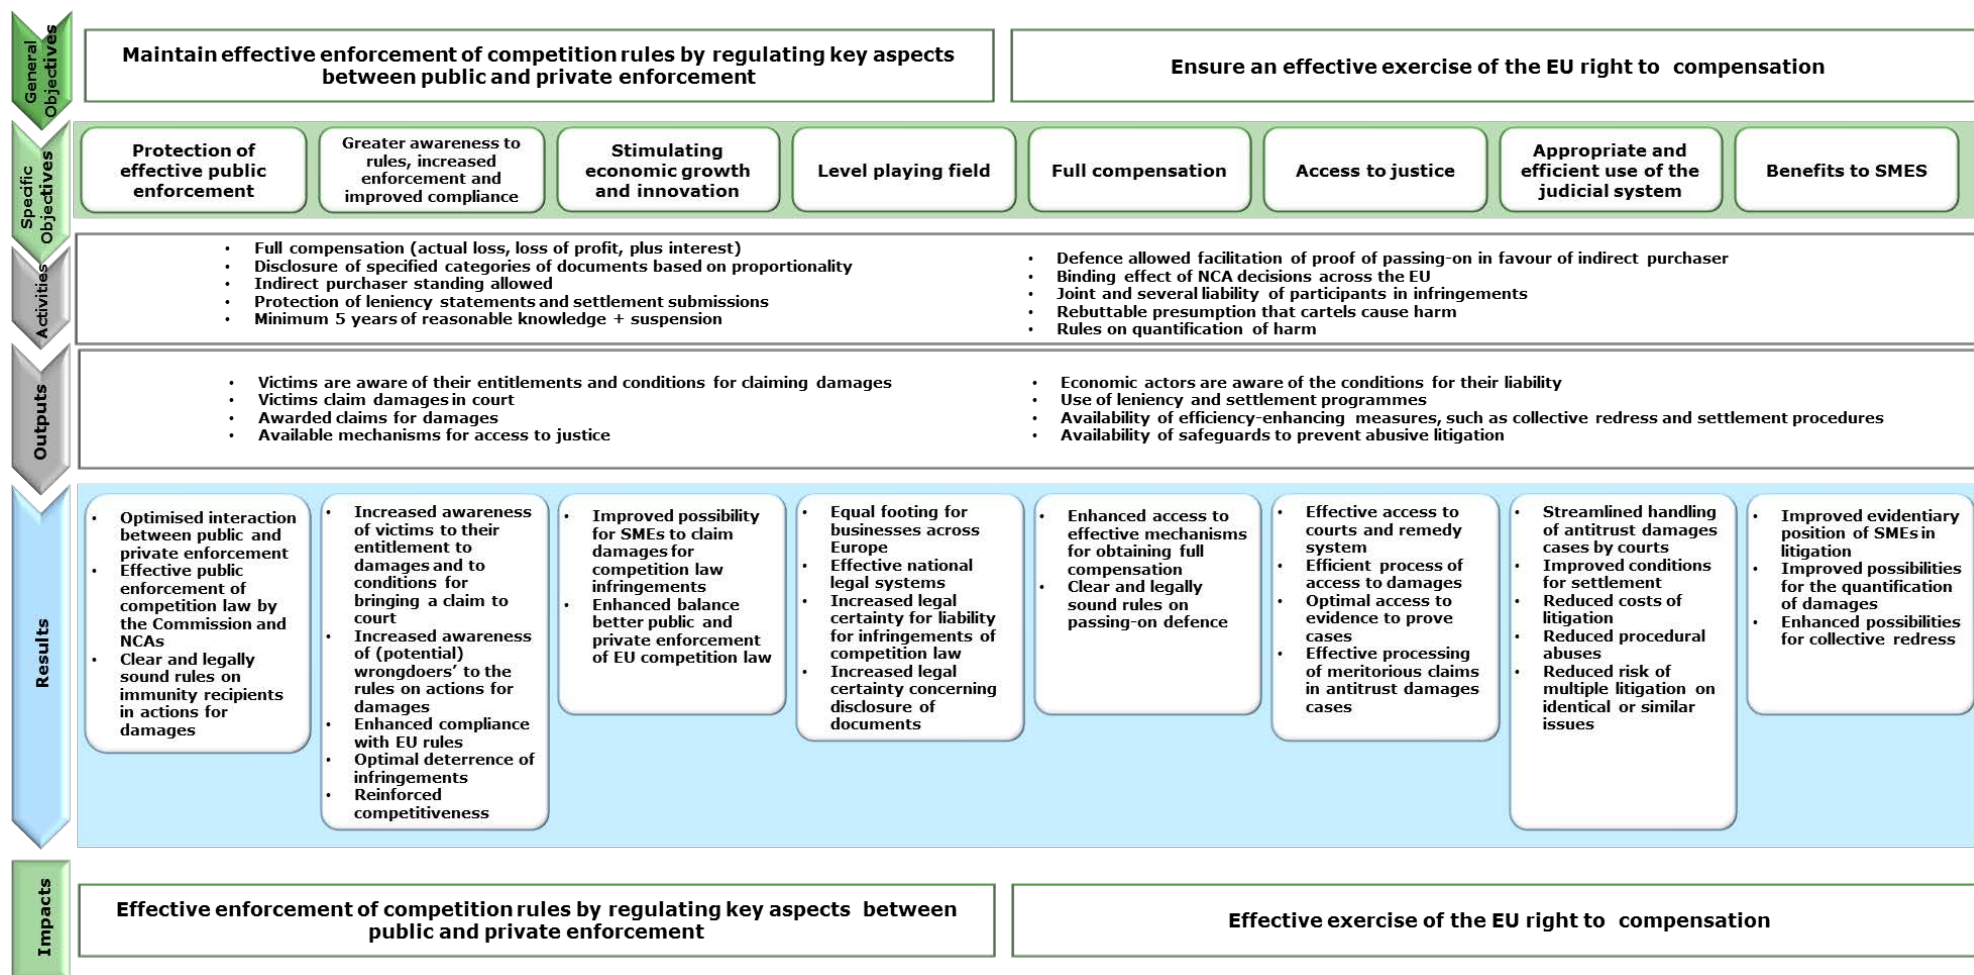 General
Objectives
Maintain effective enforcement of competition rules by regulating key aspects
between public and private enforcement
Ensure an effective exercise of the EU right to compensation
Specific
Objectives
Protection of
effective public
enforcement
Greater awareness to
rules, increased
enforcement and
improved compliance
Stimulating
economic growth
and innovation
Level playing field
Full compensation
Access to justice
Appropriate and
efficient use of the
judicial system
Benefits to SMES
Activities
• Full compensation (actual loss, loss of profit, plus interest)
• Disclosure of specified categories of documents based on proportionality
• Indirect purchaser standing allowed
• Protection of leniency statements and settlement submissions
• Minimum 5 years of reasonable knowledge + suspension
• Defence allowed facilitation of proof of passing-on in favour of indirect purchaser
• Binding effect of NCA decisions across the EU
• Joint and several liability of participants in infringements
• Rebuttable presumption that cartels cause harm
• Rules on quantification of harm
Outputs
• Victims are aware of their entitlements and conditions for claiming damages
• Victims claim damages in court
• Awarded claims for damages
• Available mechanisms for access to justice
• Economic actors are aware of the conditions for their liability
• Use of leniency and settlement programmes
• Availability of efficiency-enhancing measures, such as collective redress and settlement procedures
• Availability of safeguards to prevent abusive litigation
Results
• Optimised interaction
between public and
private enforcement
• Effective public
enforcement of
competition law by
the Commission and
NCAs
• Clear and legally
sound rules on
immunity recipients
in actions for
damages
• Increased awareness
of victims to their
entitlement to
damages and to
conditions for
bringing a claim to
court
• Increased awareness
of (potential)
wrongdoers' to the
rules on actions for
damages
• Enhanced compliance
with EU rules
• Optimal deterrence of
infringements
• Reinforced
competitiveness
• Improved possibility
for SMEs to claim
damages for
competition law
infringements
• Enhanced balance
better public and
private enforcement
of EU competition law
• Equal footing for
businesses across
Europe
• Effective national
legal systems
• Increased legal
certainty for liability
for infringements of
competition law
• Increased legal
certainty concerning
disclosure of
documents
• Enhanced access to
effective mechanisms
for obtaining full
compensation
• Clear and legally
sound rules on
passing-on defence
• Effective access to
courts and remedy
system
• Efficient process of
access to damages
• Optimal access to
evidence to prove
cases
• Effective processing
of meritorious claims
in antitrust damages
cases
• Streamlined handling
of antitrust damages
cases by courts
• Improved conditions
for settlement
• Reduced costs of
litigation
• Reduced procedural
abuses
• Reduced risk of
multiple litigation on
identical or similar
issues
• Improved evidentiary
position of SMEs in
litigation
• Improved possibilities
for the quantification
of damages
• Enhanced possibilities
for collective redress
Impacts
Effective enforcement of competition rules by regulating key aspects between
public and private enforcement
Effective exercise of the EU right to compensation